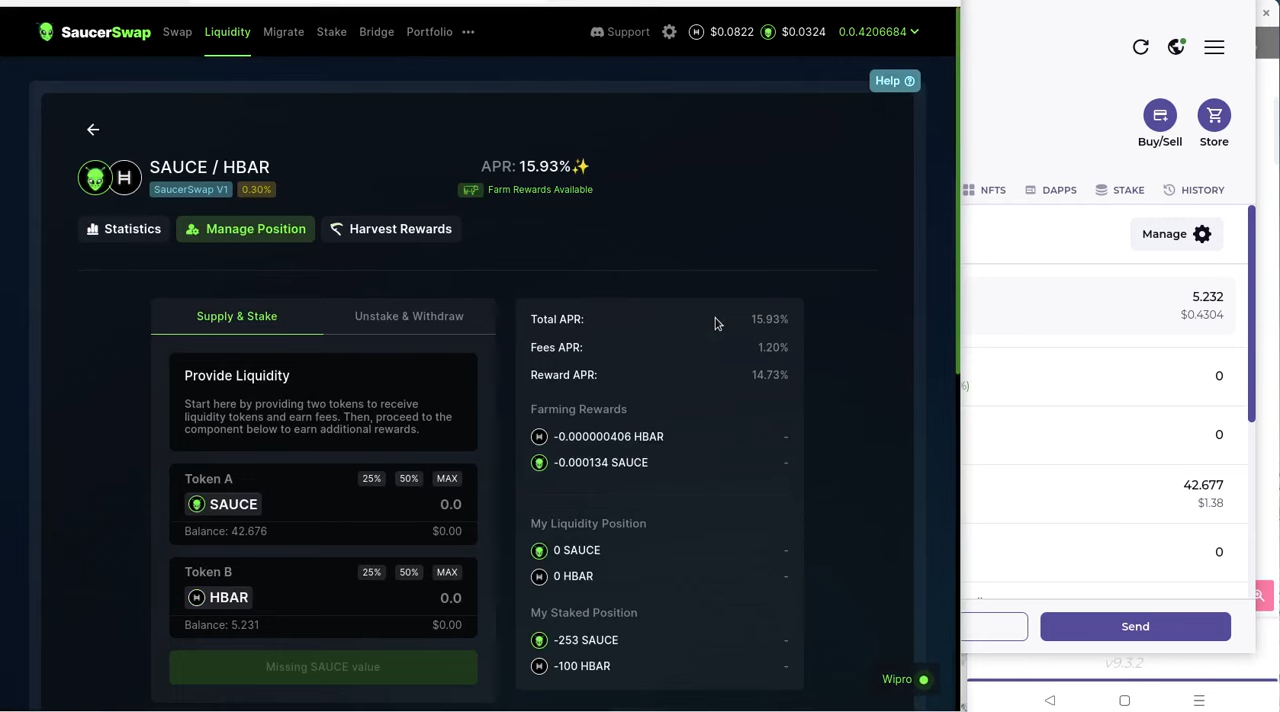 SaucerSwap Swap Liquidity Migrate Stake Bridge Portfolio ••• Support $0.0822 $0.0324 0.0.4206684
Help
SAUCE / HBAR
SaucerSwap V1 0.30%
APR: 15.93%✨
Farm Rewards Available
Statistics Manage Position Harvest Rewards
Supply & Stake Unstake & Withdraw
Provide Liquidity
Start here by providing two tokens to receive
liquidity tokens and earn fees. Then, proceed to the
component below to earn additional rewards.
Token A 25% 50% MAX
SAUCE 0.0
Balance: 42.676 $0.00
Token B 25% 50% MAX
HBAR 0.0
Balance: 5.231 $0.00
Missing SAUCE value
Total APR: 15.93%
Fees APR: 1.20%
Reward APR: 14.73%
Farming Rewards
-0.000000406 HBAR -
-0.000134 SAUCE -
My Liquidity Position
0 SAUCE -
0 HBAR -
My Staked Position
-253 SAUCE
-100 HBAR
Wipro
Buy/Sell Store
NFTS DAPPS STAKE HISTORY
Manage
5.232
$0.4304
0
%)
0
42.677
$1.38
0
Send
v9.3.2